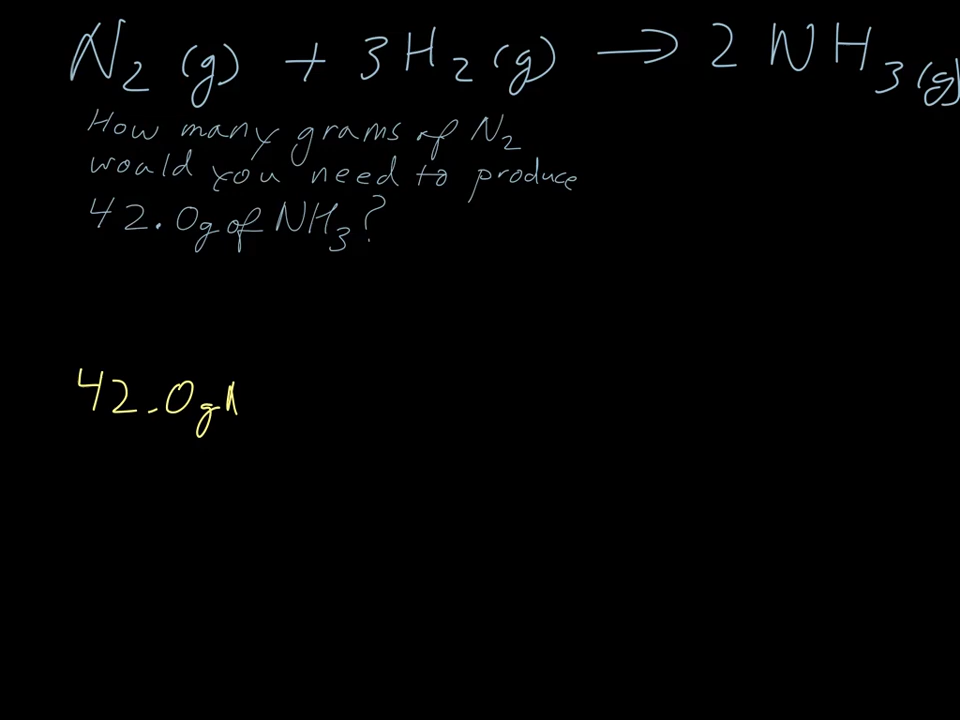 N₂ (g) + 3H₂ (g) → 2 NH₃ (g)
How many grams of N₂
would you need to produce
42.0g of NH₃?
42.0g